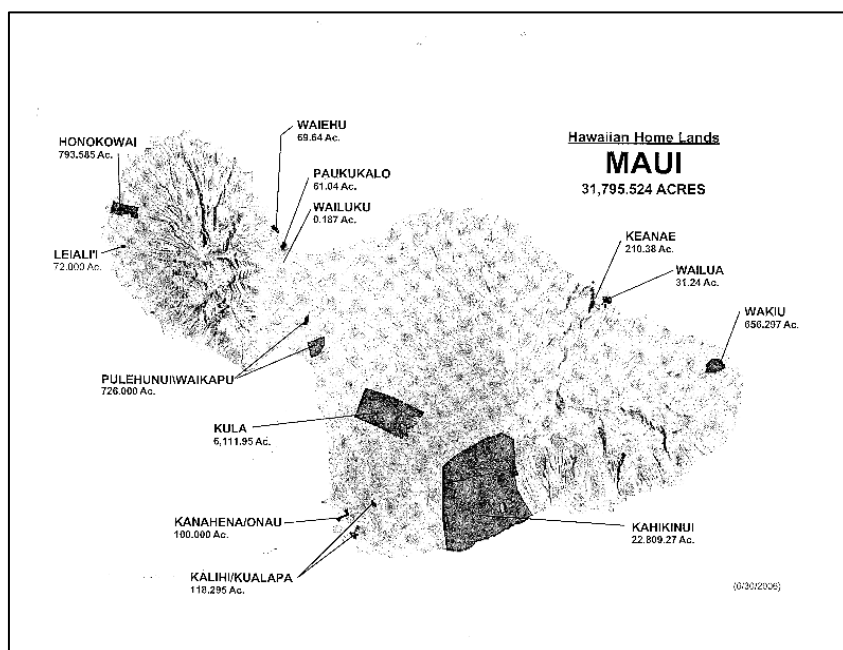 Hawaiian Home Lands
MAUI
31,795.524 ACRES
WAIEHU
69.64 Ac.
HONOKOWAI
793.585 Ac.
PAUKUKALO
61.04 Ac.
WAILUKU
0.187 Ac.
KEANAE
210.38 Ac.
LEIALI'I
72.000 Ac.
WAILUA
31.24 Ac.
WAKIU
656.297 Ac.
PULEHUNUI\WAIKAPU
726.000 Ac.
KULA
6,111.95 Ac.
KANAHENA/ONAU
100.000 Ac.
KAHIKINUI
22.809.27 Ac.
KALIHI/KUALAPA
118.295 Ac.
(6/30/2006)